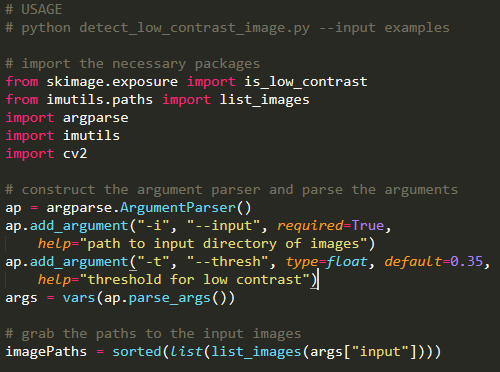 # USAGE
# python detect_low_contrast_image.py --input examples
# import the necessary packages
from skimage.exposure import is_low_contrast
from imutils.paths import list_images
import argparse
import imutils
import cv2
# construct the argument parser and parse the arguments
ap = argparse.ArgumentParser()
ap.add_argument("-i", "--input", required=True,
    help="path to input directory of images")
ap.add_argument("-t", "--thresh", type=float, default=0.35,
    help="threshold for low contrast")
args = vars(ap.parse_args())
# grab the paths to the input images
imagePaths = sorted(list(list_images(args["input"])))